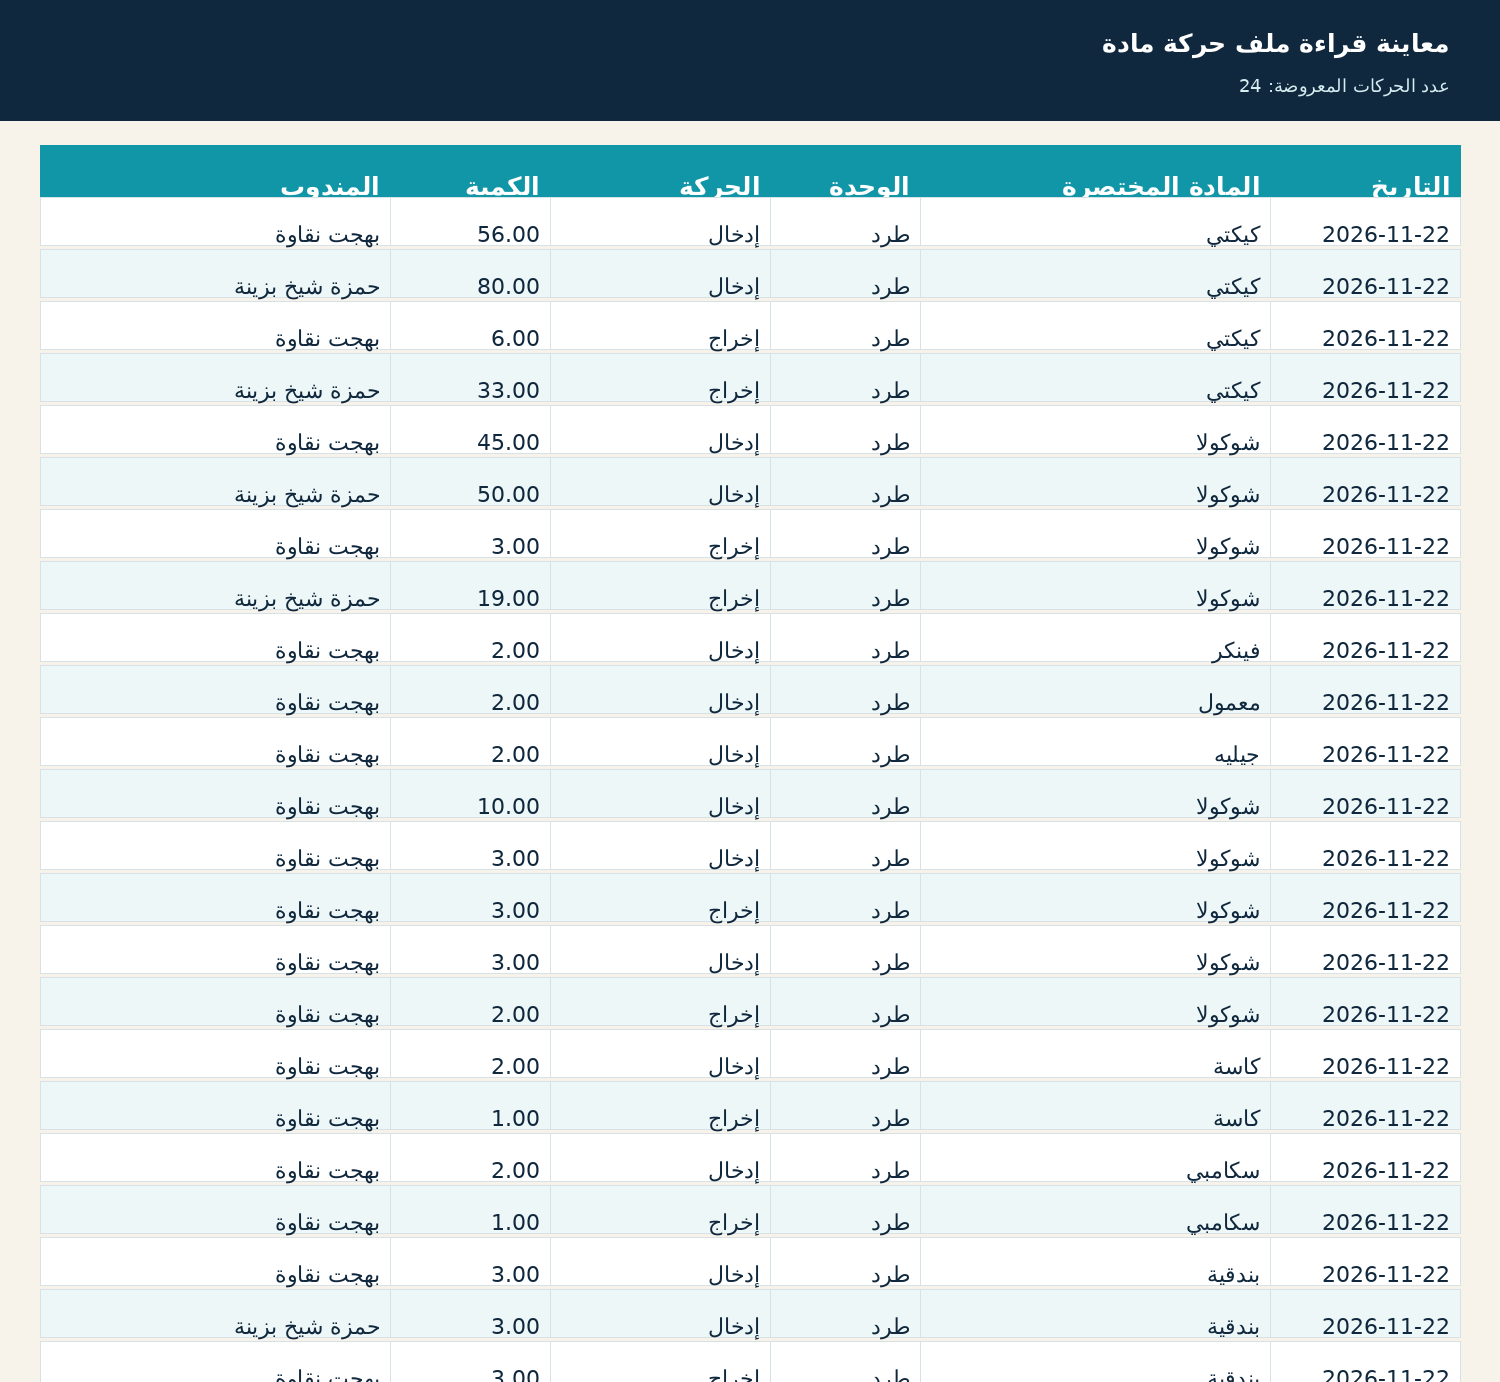 معاينة قراءة ملف حركة مادة
عدد الحركات المعروضة: 24
التاريخ المادة المختصرة الوحدة الحركة الكمية المندوب
2026-11-22 كيكتي طرد إدخال 56.00 بهجت نقاوة
2026-11-22 كيكتي طرد إدخال 80.00 حمزة شيخ بزينة
2026-11-22 كيكتي طرد إخراج 6.00 بهجت نقاوة
2026-11-22 كيكتي طرد إخراج 33.00 حمزة شيخ بزينة
2026-11-22 شوكولا طرد إدخال 45.00 بهجت نقاوة
2026-11-22 شوكولا طرد إدخال 50.00 حمزة شيخ بزينة
2026-11-22 شوكولا طرد إخراج 3.00 بهجت نقاوة
2026-11-22 شوكولا طرد إخراج 19.00 حمزة شيخ بزينة
2026-11-22 فينكر طرد إدخال 2.00 بهجت نقاوة
2026-11-22 معمول طرد إدخال 2.00 بهجت نقاوة
2026-11-22 جيليه طرد إدخال 2.00 بهجت نقاوة
2026-11-22 شوكولا طرد إدخال 10.00 بهجت نقاوة
2026-11-22 شوكولا طرد إدخال 3.00 بهجت نقاوة
2026-11-22 شوكولا طرد إخراج 3.00 بهجت نقاوة
2026-11-22 شوكولا طرد إدخال 3.00 بهجت نقاوة
2026-11-22 شوكولا طرد إخراج 2.00 بهجت نقاوة
2026-11-22 كاسة طرد إدخال 2.00 بهجت نقاوة
2026-11-22 كاسة طرد إخراج 1.00 بهجت نقاوة
2026-11-22 سكامبي طرد إدخال 2.00 بهجت نقاوة
2026-11-22 سكامبي طرد إخراج 1.00 بهجت نقاوة
2026-11-22 بندقية طرد إدخال 3.00 بهجت نقاوة
2026-11-22 بندقية طرد إدخال 3.00 حمزة شيخ بزينة
2026-11-22 بندقية طرد إخراج 3.00 بهجت نقاوة